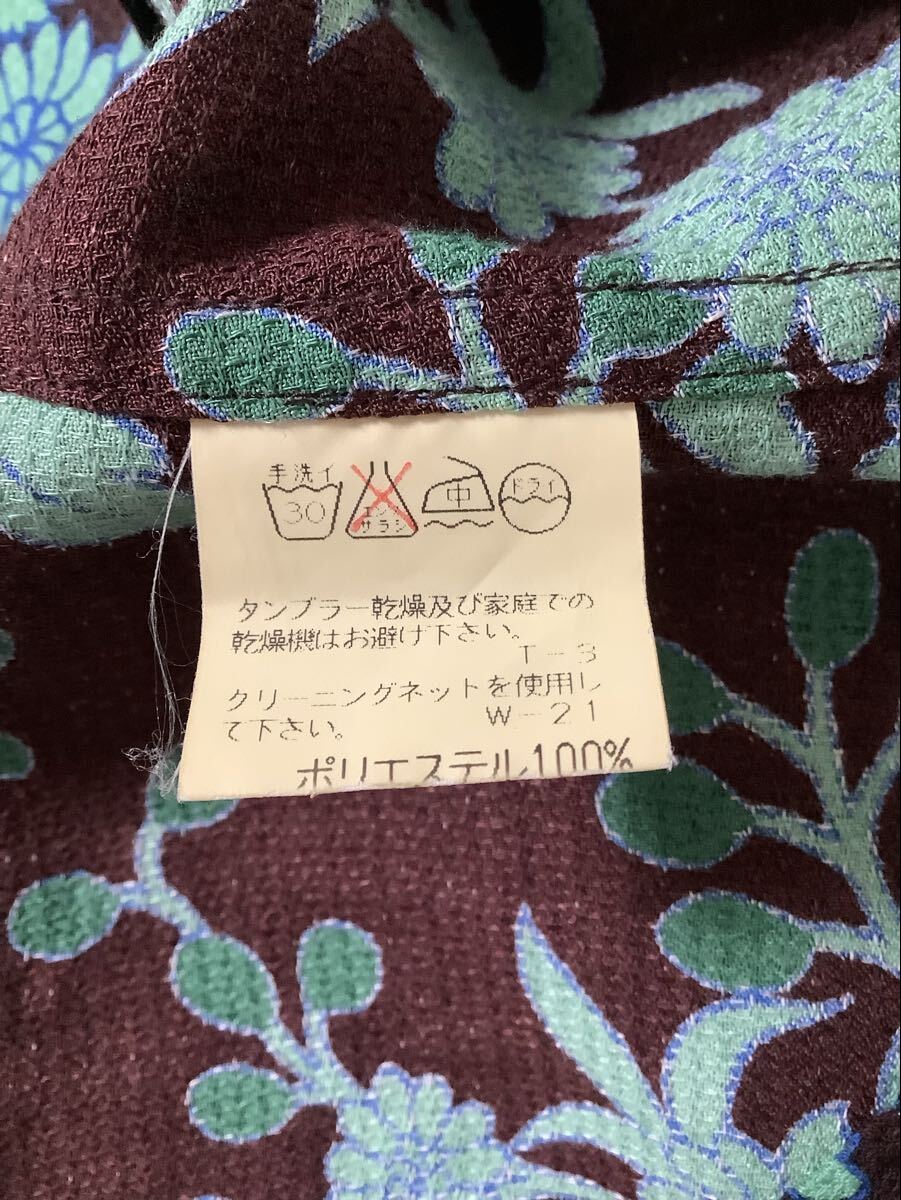 手洗イ
30
エンソ
サラシ
中
ドライ
タンブラー乾燥及び家庭での
乾燥機はお避け下さい。
T-3
クリーニングネットを使用し
て下さい。 W-21
ポリエステル100%